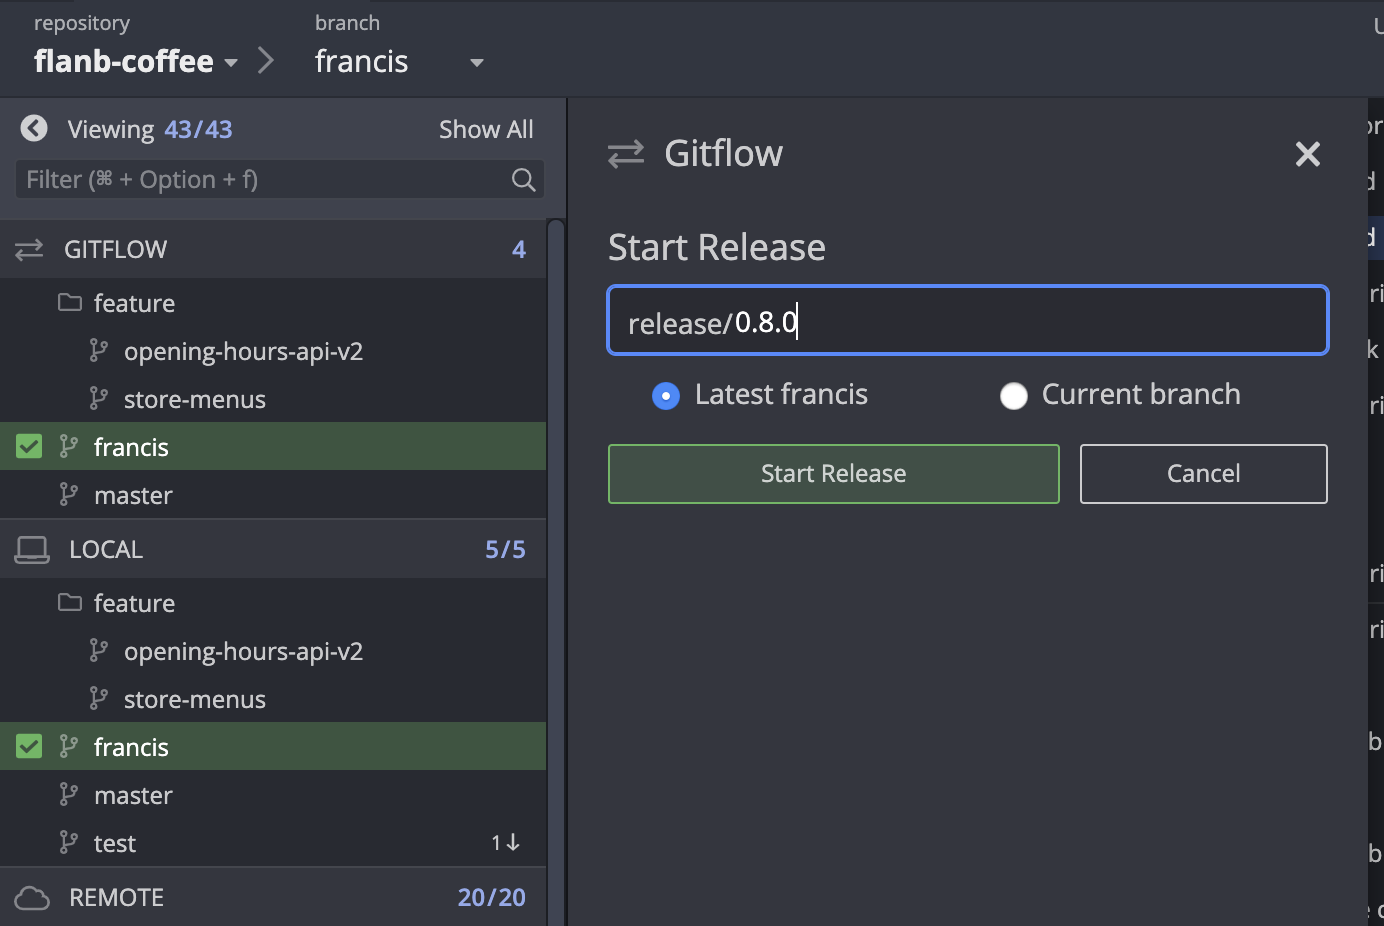 repository
branch
flanb-coffee
francis
Viewing 43/43
Show All
Filter (⌘ + Option + f)
GITFLOW
4
feature
opening-hours-api-v2
store-menus
francis
master
LOCAL
5/5
feature
opening-hours-api-v2
store-menus
francis
master
test
1↓
REMOTE
20/20
Gitflow
Start Release
release/0.8.0
Latest francis
Current branch
Start Release
Cancel